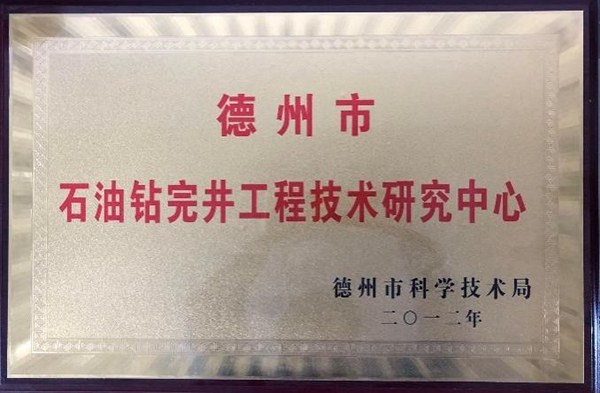 德州市
石油钻完井工程技术研究中心
德州市科学技术局
二〇一二年